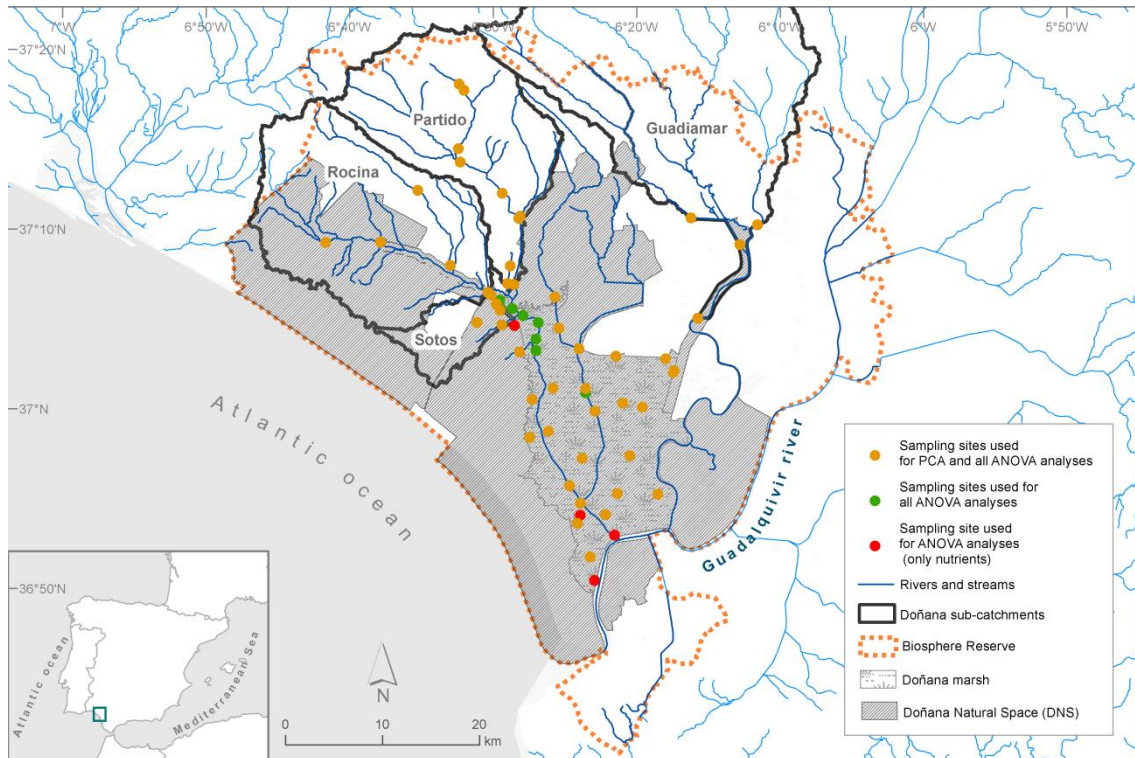 6°50'W
6°40'W
6°30'W
6°20'W
6°10'W
6°0'W
5°50'W
37°20'N
37°10'N
37°N
36°50'N
Partido
Guadiamar
Rocina
Sotos
Atlantic ocean
Guadalquivir river
Sampling sites used
for PCA and all ANOVA analyses
Sampling sites used for
all ANOVA analyses
Sampling site used
for ANOVA analyses
(only nutrients)
Rivers and streams
Doñana sub-catchments
Biosphere Reserve
Doñana marsh
Doñana Natural Space (DNS)
Atlantic ocean
Mediterranean Sea
N
0 10 20
km